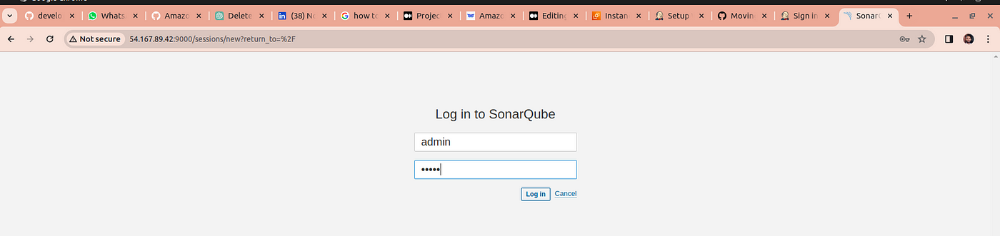 develo Whats Amazo Delete (38) N how to Projec Amazo Editing Instan Setup Movin Sign in Sonar
Not secure 54.167.89.42:9000/sessions/new?return_to=%2F
Log in to SonarQube
admin
•••••
Log in Cancel